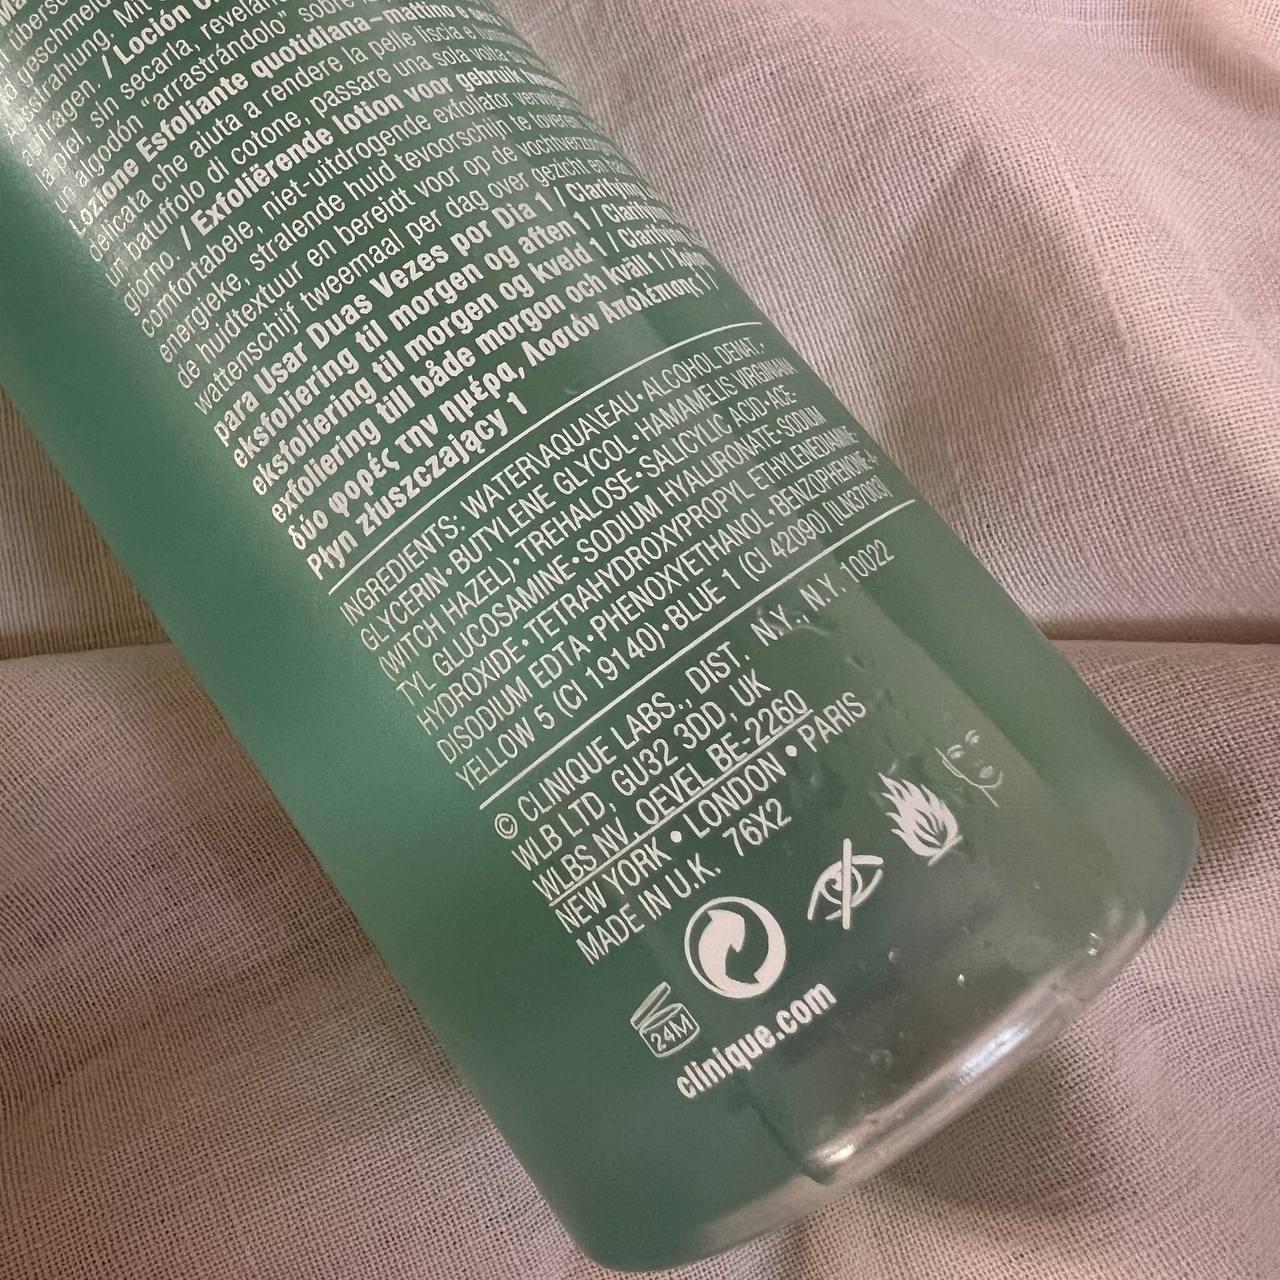 geschmeidig
Ausstrahlung. Mit
auftragen. / Loción
la piel, sin secarla, revelando
un algodón "arrastrándolo" sobre
Lozione Esfoliante quotidiana–mattino e
delicata che aiuta a rendere la pelle liscia e
un batuffolo di cotone, passare una sola volta
giorno. / Exfoliërende lotion voor gebruik
comfortabele, niet-uitdrogende exfoliator
energieke, stralende huid tevoorschijn te toveren
de huidtextuur en bereidt voor op de
wattenschijf tweemaal per dag over gezicht en
para Usar Duas Vezes por Dia 1 / Clarifying
eksfoliering til morgen og aften 1 / Clarifying
eksfoliering til morgen og kveld 1 / Clarifying
exfoliering till både morgon och kväll 1 /
δύο φορές την ημέρα, Λοσιόν Απολέπισης 1 /
Płyn złuszczający 1
INGREDIENTS: WATER\AQUA\EAU • ALCOHOL DENAT. •
GLYCERIN • BUTYLENE GLYCOL • HAMAMELIS VIRGINIANA
(WITCH HAZEL) • TREHALOSE • SALICYLIC ACID • ACE-
TYL GLUCOSAMINE • SODIUM HYALURONATE • SODIUM
HYDROXIDE • TETRAHYDROXYPROPYL ETHYLENEDIAMINE •
DISODIUM EDTA • PHENOXYETHANOL • BENZOPHENONE-4 •
YELLOW 5 (CI 19140) • BLUE 1 (CI 42090) [ILN37003]
© CLINIQUE LABS., DIST. N.Y., N.Y. 10022
WLB LTD, GU32 3DD, UK
WLBS NV, OEVEL BE-2260
NEW YORK • LONDON • PARIS
MADE IN U.K. 76X2
24M
clinique.com